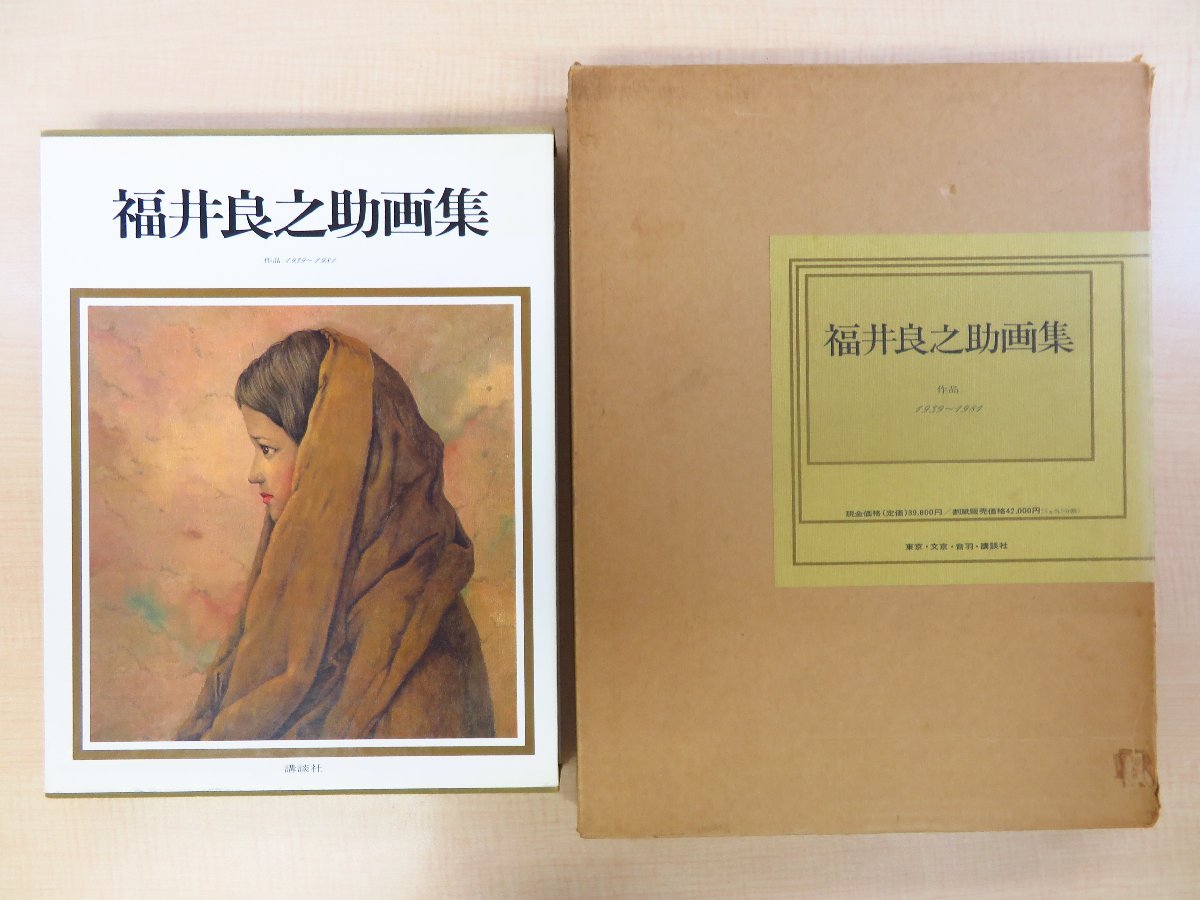 福井良之助画集
作品 1939〜1981
講談社
福井良之助画集
作品
1939〜1981
現金価格(定価)39,800円/割賦販売価格42,000円
東京・文京・音羽・講談社